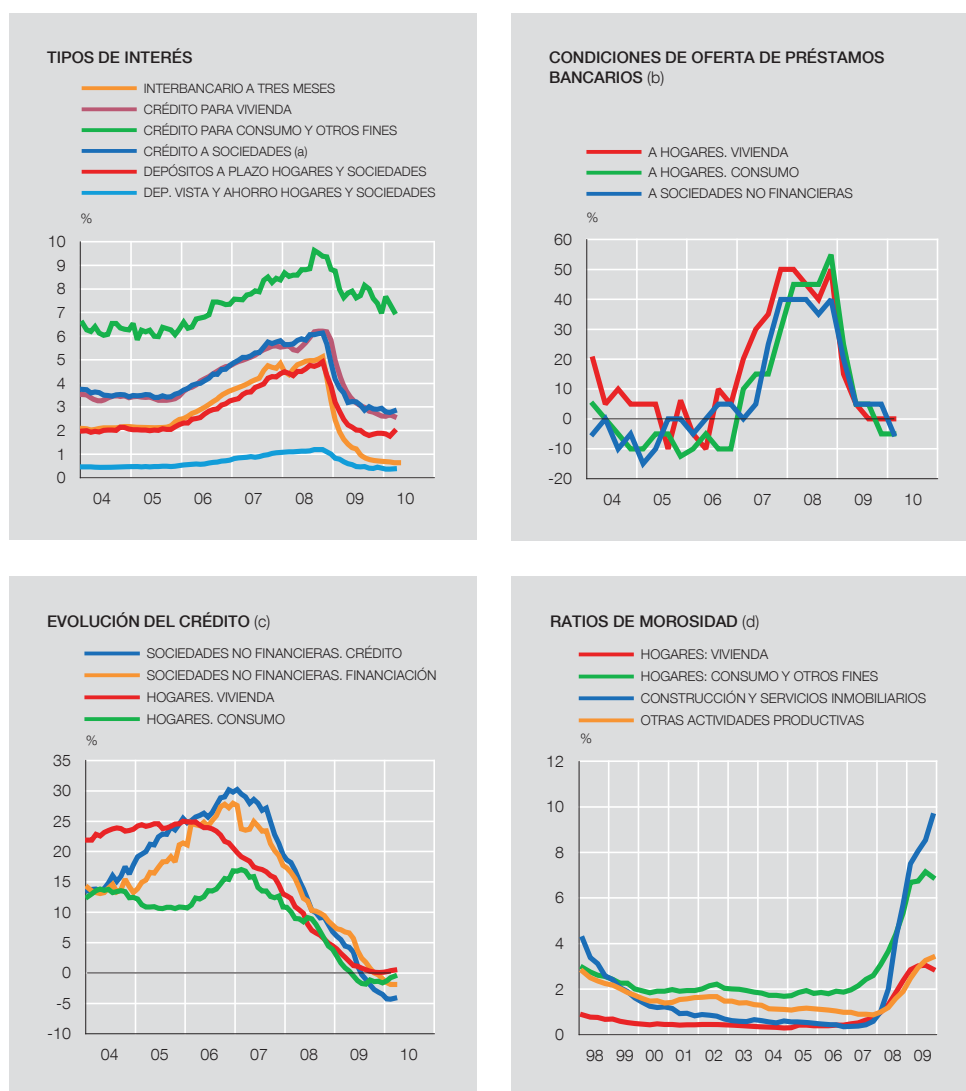 TIPOS DE INTERÉS
INTERBANCARIO A TRES MESES
CRÉDITO PARA VIVIENDA
CRÉDITO PARA CONSUMO Y OTROS FINES
CRÉDITO A SOCIEDADES (a)
DEPÓSITOS A PLAZO HOGARES Y SOCIEDADES
DEP. VISTA Y AHORRO HOGARES Y SOCIEDADES
%
10
9
8
7
6
5
4
3
2
1
0
04 05 06 07 08 09 10
CONDICIONES DE OFERTA DE PRÉSTAMOS
BANCARIOS (b)
A HOGARES. VIVIENDA
A HOGARES. CONSUMO
A SOCIEDADES NO FINANCIERAS
%
60
50
40
30
20
10
0
-10
-20
04 05 06 07 08 09 10
EVOLUCIÓN DEL CRÉDITO (c)
SOCIEDADES NO FINANCIERAS. CRÉDITO
SOCIEDADES NO FINANCIERAS. FINANCIACIÓN
HOGARES. VIVIENDA
HOGARES. CONSUMO
%
35
30
25
20
15
10
5
0
-5
-10
04 05 06 07 08 09 10
RATIOS DE MOROSIDAD (d)
HOGARES: VIVIENDA
HOGARES: CONSUMO Y OTROS FINES
CONSTRUCCIÓN Y SERVICIOS INMOBILIARIOS
OTRAS ACTIVIDADES PRODUCTIVAS
%
12
10
8
6
4
2
0
98 99 00 01 02 03 04 05 06 07 08 09